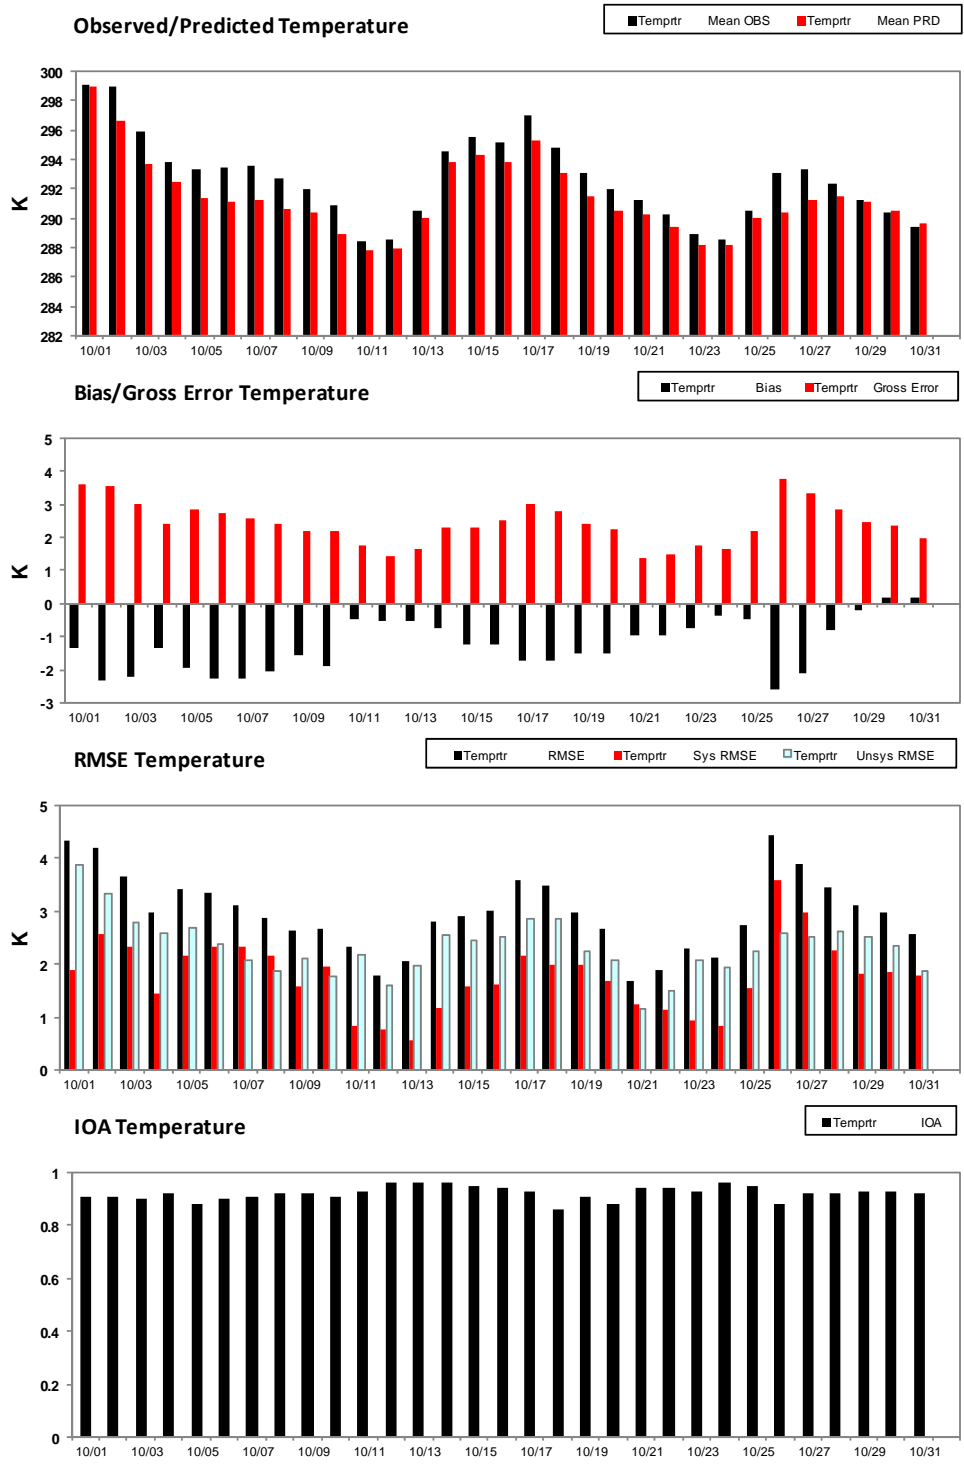 Observed/Predicted Temperature
Temprtr Mean OBS Temprtr Mean PRD
300
298
296
294
292
290
288
286
284
282
K
10/01 10/03 10/05 10/07 10/09 10/11 10/13 10/15 10/17 10/19 10/21 10/23 10/25 10/27 10/29 10/31
Bias/Gross Error Temperature
Temprtr Bias Temprtr Gross Error
5
4
3
2
1
0
-1
-2
-3
K
10/01 10/03 10/05 10/07 10/09 10/11 10/13 10/15 10/17 10/19 10/21 10/23 10/25 10/27 10/29 10/31
RMSE Temperature
Temprtr RMSE Temprtr Sys RMSE Temprtr Unsys RMSE
5
4
3
2
1
0
K
10/01 10/03 10/05 10/07 10/09 10/11 10/13 10/15 10/17 10/19 10/21 10/23 10/25 10/27 10/29 10/31
IOA Temperature
Temprtr IOA
1
0.8
0.6
0.4
0.2
0
10/01 10/03 10/05 10/07 10/09 10/11 10/13 10/15 10/17 10/19 10/21 10/23 10/25 10/27 10/29 10/31